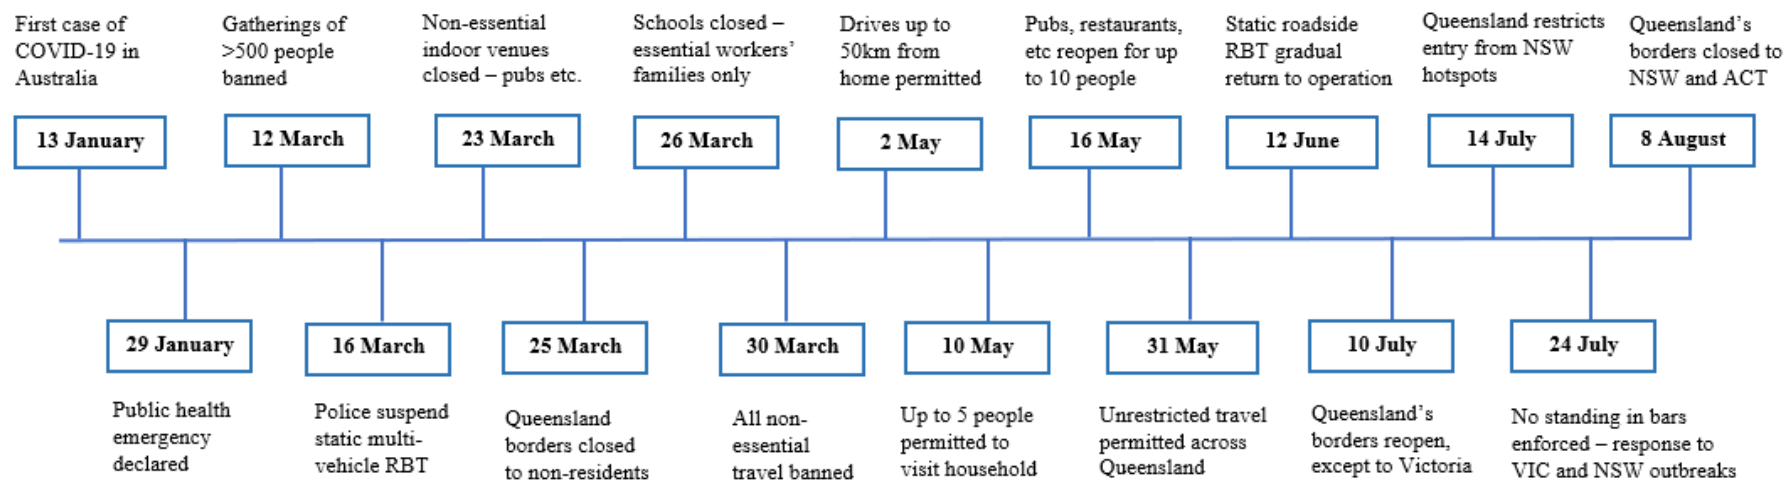 First case of
COVID-19 in
Australia
13 January
29 January
Public health
emergency
declared
Gatherings of
>500 people
banned
12 March
16 March
Police suspend
static multi-
vehicle RBT
Non-essential
indoor venues
closed – pubs etc.
23 March
25 March
Queensland
borders closed
to non-residents
Schools closed –
essential workers’
families only
26 March
30 March
All non-
essential
travel banned
Drives up to
50km from
home permitted
2 May
10 May
Up to 5 people
permitted to
visit household
Pubs, restaurants,
etc reopen for up
to 10 people
16 May
31 May
Unrestricted travel
permitted across
Queensland
Static roadside
RBT gradual
return to operation
12 June
10 July
Queensland’s
borders reopen,
except to Victoria
Queensland restricts
entry from NSW
hotspots
14 July
24 July
No standing in bars
enforced – response to
VIC and NSW outbreaks
Queensland’s
borders closed to
NSW and ACT
8 August